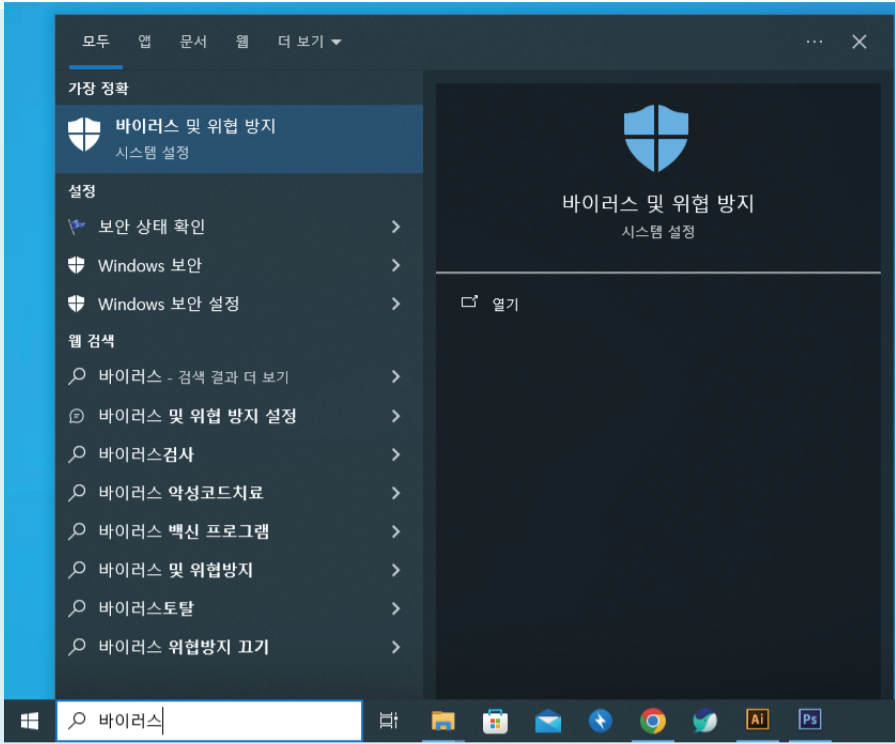 모두 앱 문서 웹 더 보기
가장 정확
바이러스 및 위협 방지
시스템 설정
설정
보안 상태 확인
Windows 보안
Windows 보안 설정
웹 검색
바이러스 - 검색 결과 더 보기
바이러스 및 위협 방지 설정
바이러스검사
바이러스 악성코드치료
바이러스 백신 프로그램
바이러스 및 위협방지
바이러스토탈
바이러스 위협방지 끄기
바이러스 및 위협 방지
시스템 설정
열기
바이러스
Ai
Ps